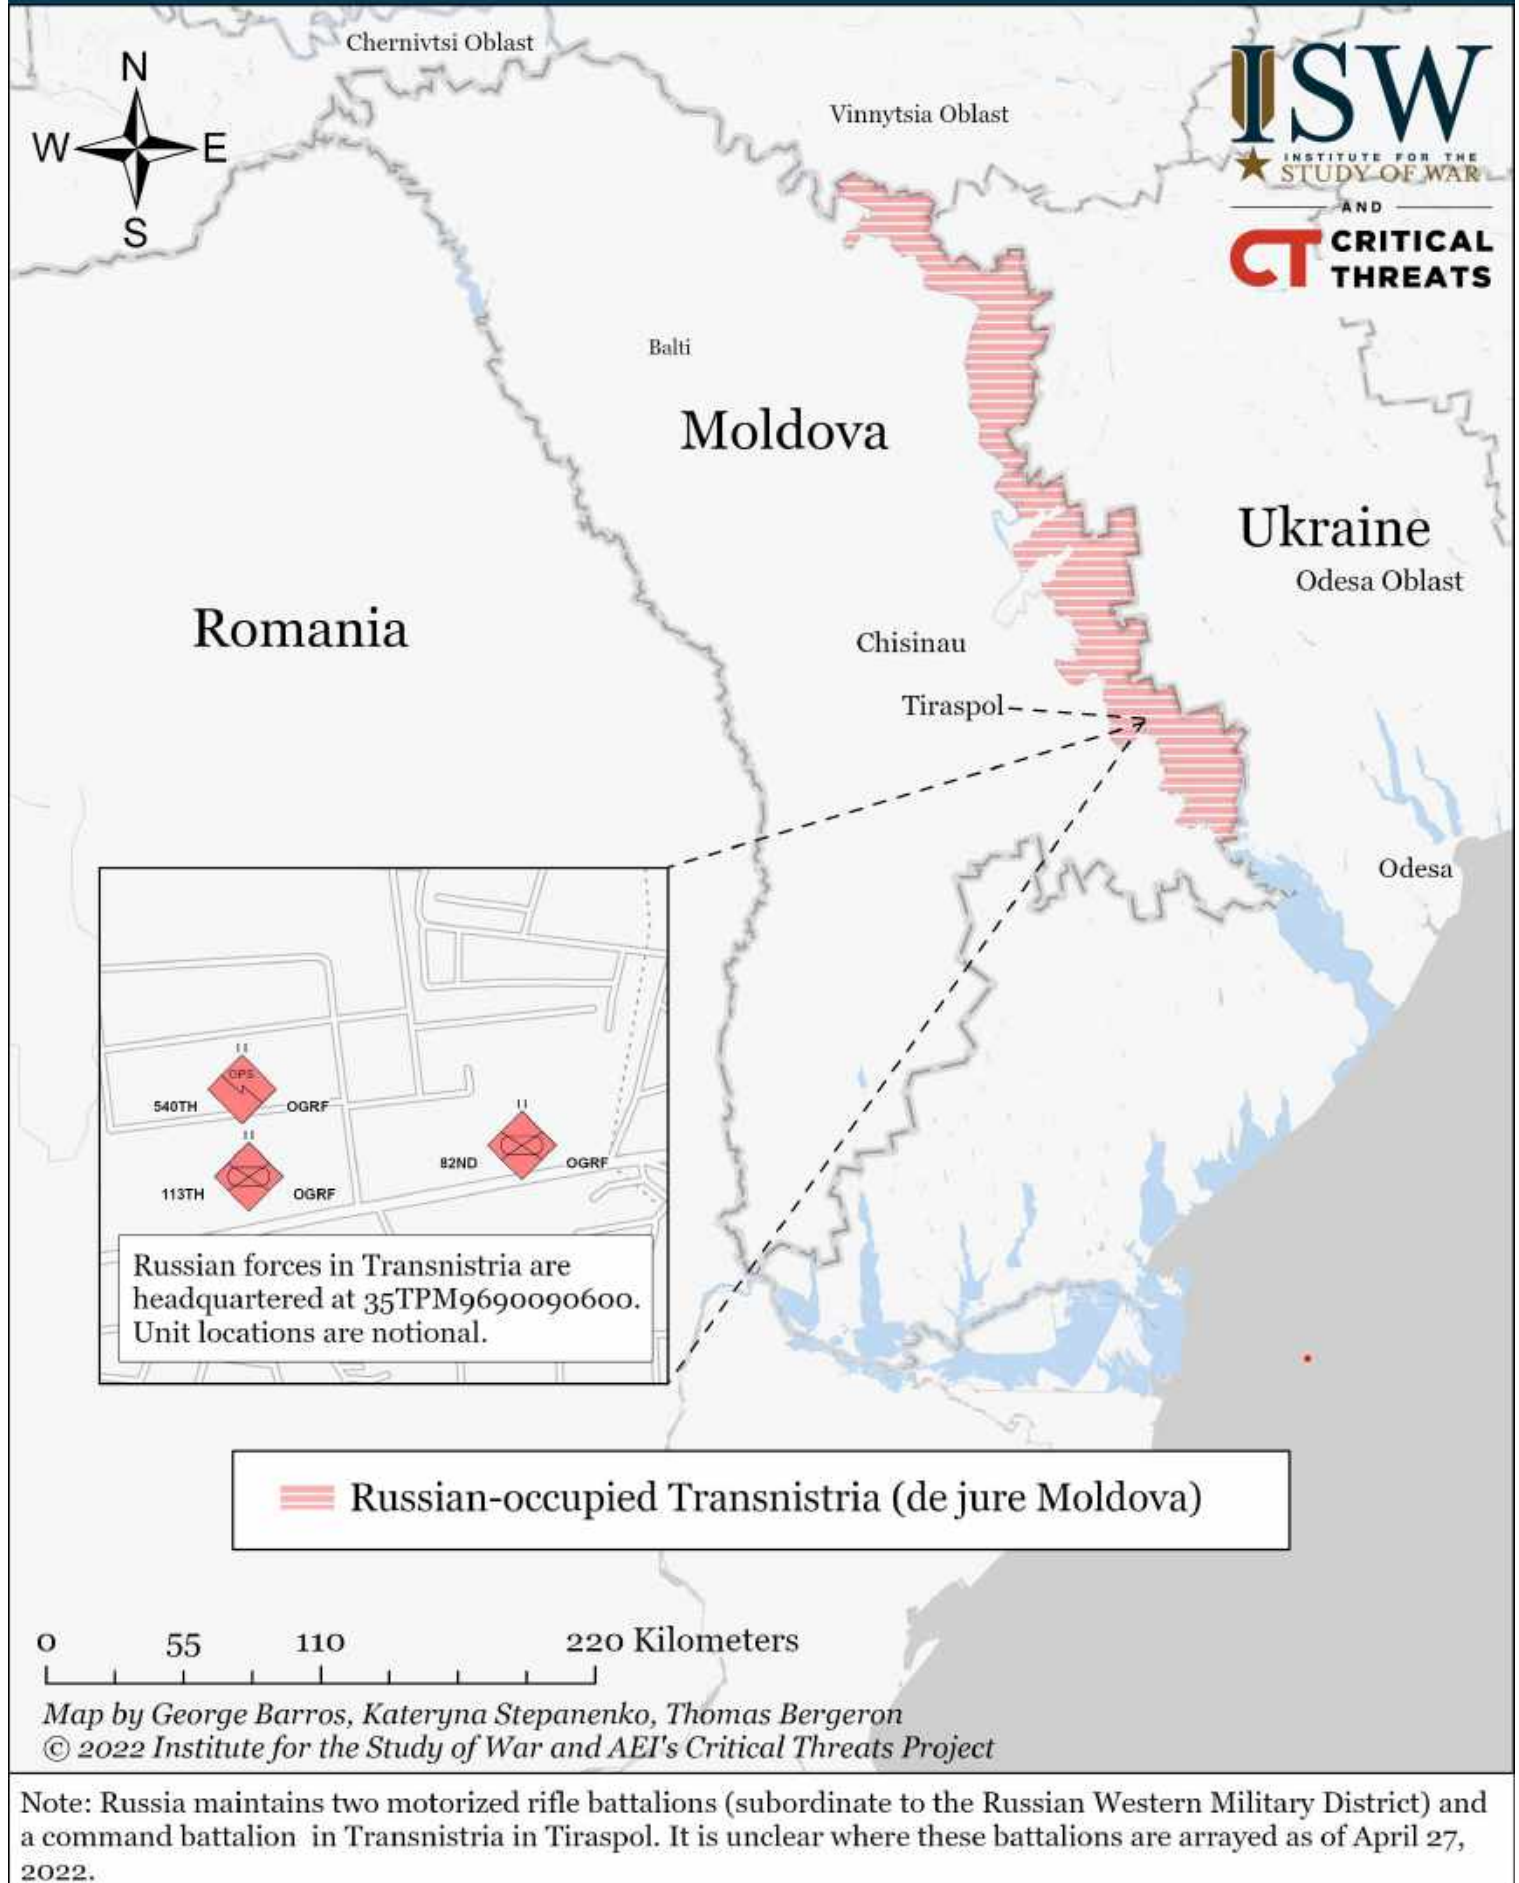 Chernivtsi Oblast
N
W
E
S
Vinnytsia Oblast
ISW
INSTITUTE FOR THE
STUDY OF WAR
AND
CT CRITICAL
THREATS
Balti
Moldova
Ukraine
Odesa Oblast
Romania
Chisinau
Tiraspol
Odesa
II
GPS
540TH
OGRF
II
113TH
OGRF
II
82ND
OGRF
Russian forces in Transnistria are
headquartered at 35TPM9690090600.
Unit locations are notional.
Russian-occupied Transnistria (de jure Moldova)
0 55 110 220 Kilometers
Map by George Barros, Kateryna Stepanenko, Thomas Bergeron
© 2022 Institute for the Study of War and AEI's Critical Threats Project
Note: Russia maintains two motorized rifle battalions (subordinate to the Russian Western Military District) and
a command battalion in Transnistria in Tiraspol. It is unclear where these battalions are arrayed as of April 27,
2022.